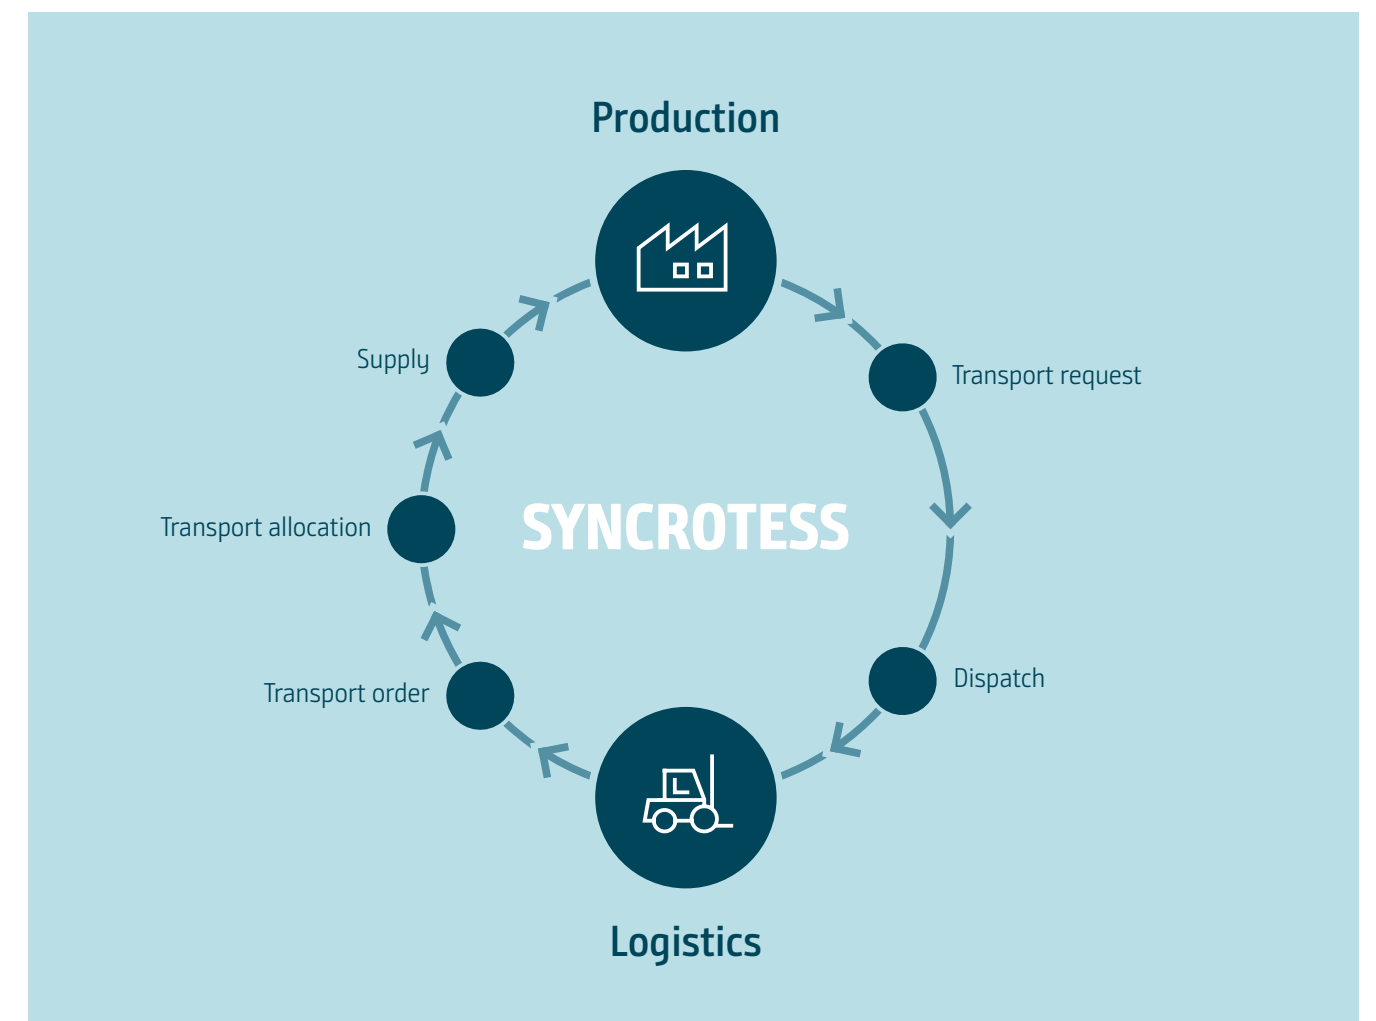 Production
Supply
Transport request
Transport allocation
SYNCROTESS
Transport order
Dispatch
Logistics